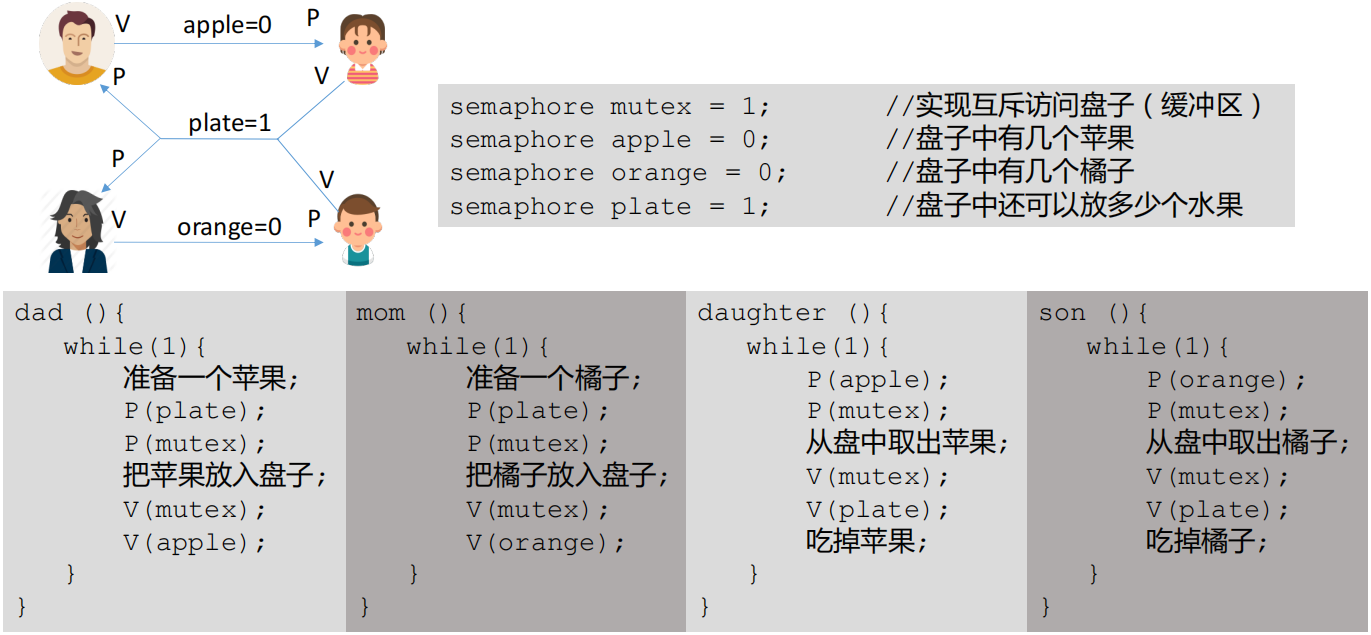 V apple=0 P
P
V
plate=1
P
V
V orange=0 P
semaphore mutex = 1; //实现互斥访问盘子（缓冲区）
semaphore apple = 0; //盘子中有几个苹果
semaphore orange = 0; //盘子中有几个橘子
semaphore plate = 1; //盘子中还可以放多少个水果
dad (){
while(1){
准备一个苹果;
P(plate);
P(mutex);
把苹果放入盘子;
V(mutex);
V(apple);
}
}
mom (){
while(1){
准备一个橘子;
P(plate);
P(mutex);
把橘子放入盘子;
V(mutex);
V(orange);
}
}
daughter (){
while(1){
P(apple);
P(mutex);
从盘中取出苹果;
V(mutex);
V(plate);
吃掉苹果;
}
}
son (){
while(1){
P(orange);
P(mutex);
从盘中取出橘子;
V(mutex);
V(plate);
吃掉橘子;
}
}